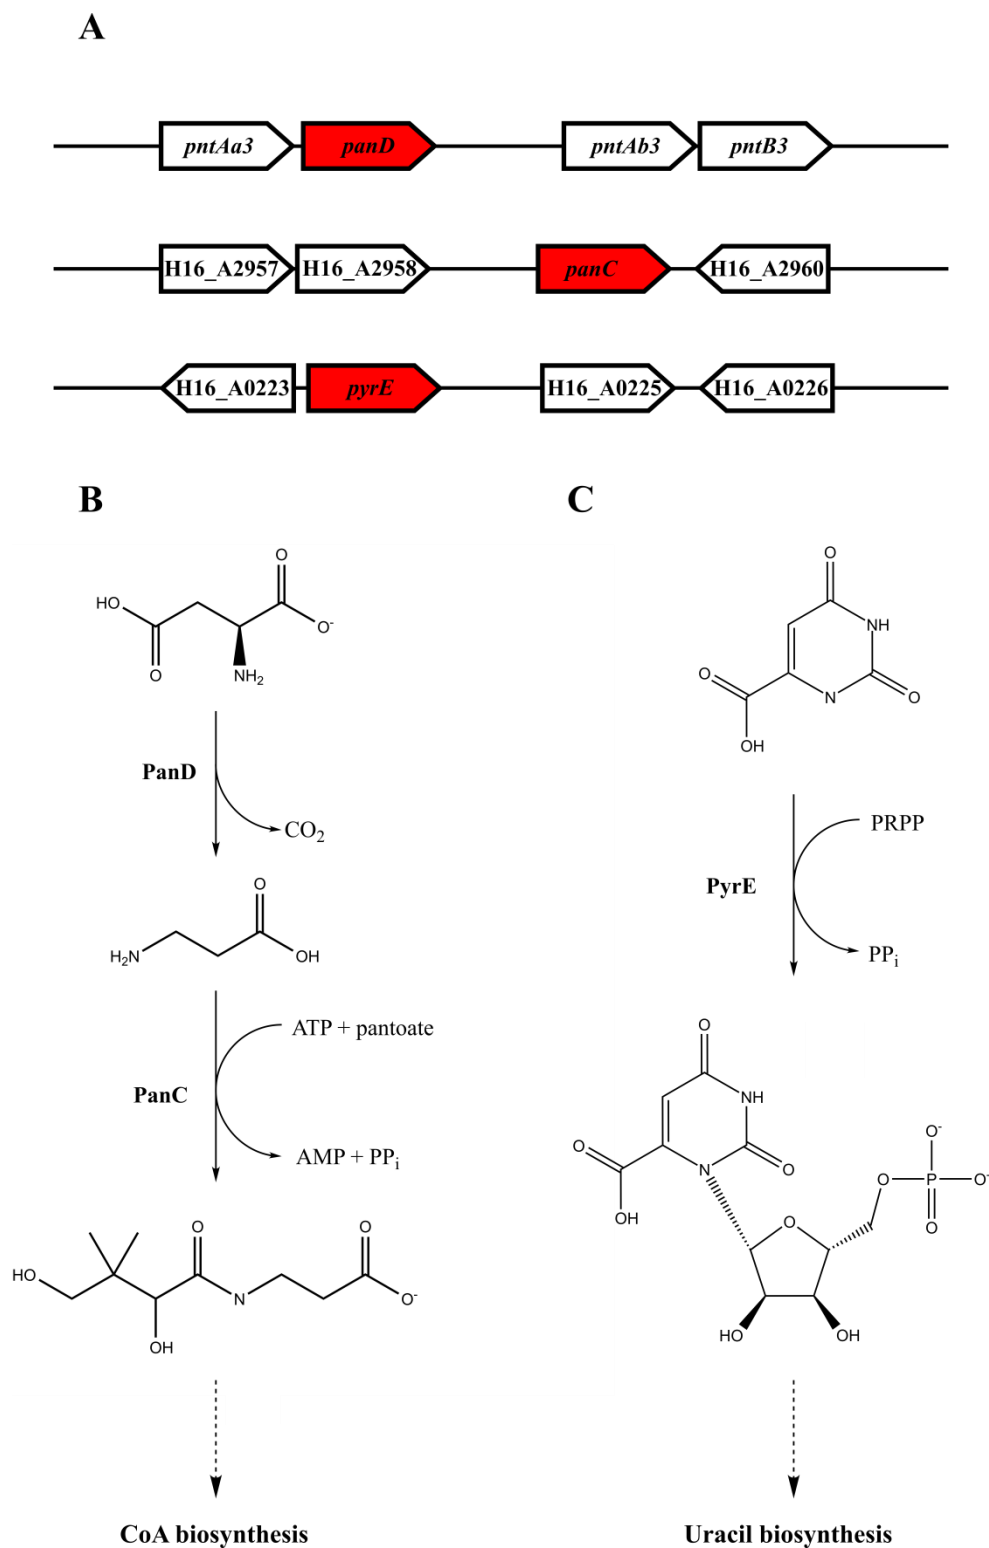 A
pntAa3 panD pntAb3 pntB3
H16_A2957 H16_A2958 panC H16_A2960
H16_A0223 pyrE H16_A0225 H16_A0226
B
O
HO
O-
O
NH2
PanD
CO2
O
H2N
OH
ATP + pantoate
PanC
AMP + PPi
O
O
HO
N
O-
OH
CoA biosynthesis
C
O
NH
O
N
O
OH
PRPP
PyrE
PPi
O
NH
O
N
O
OH
O-
O
P
O-
O
O
HO
OH
Uracil biosynthesis